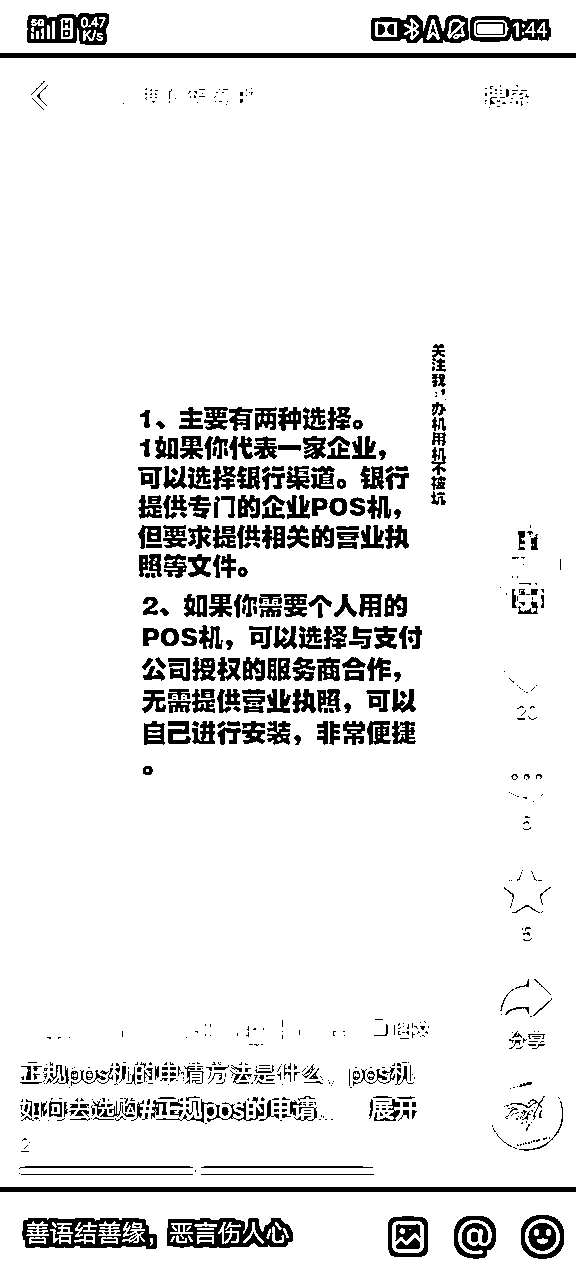 5G
0.47
K/s
1:44
搜索
关注我
办机用机不被坑
1、主要有两种选择。
1如果你代表一家企业，
可以选择银行渠道。银行
提供专门的企业POS机，
但要求提供相关的营业执
照等文件。
2、如果你需要个人用的
POS机，可以选择与支付
公司授权的服务商合作，
无需提供营业执照，可以
自己进行安装，非常便捷
。
20
分享
正规pos机的申请方法是什么，pos机
如何去选购#正规pos的申请... 展开
2
善语结善缘，恶言伤人心